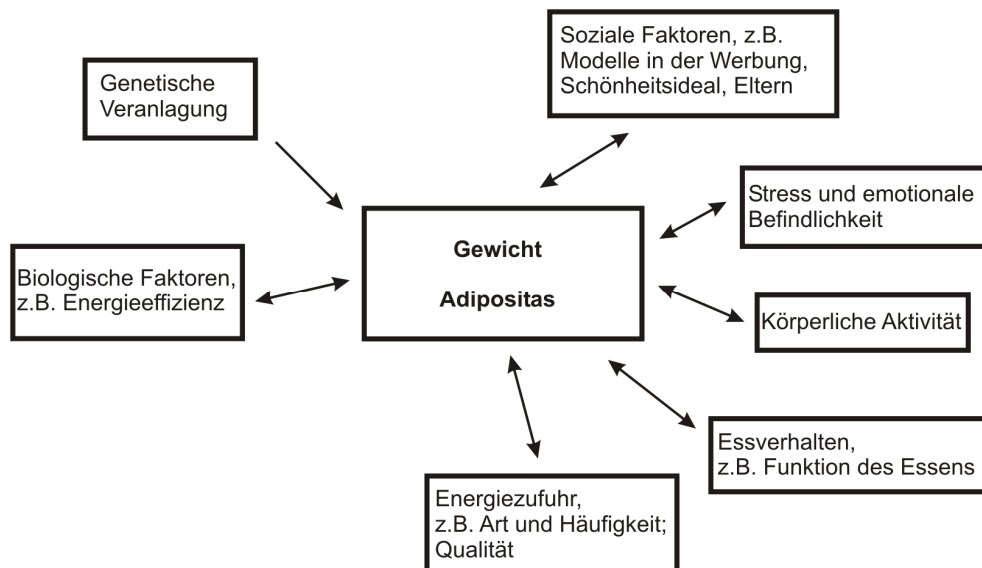 Soziale Faktoren, z.B.
Modelle in der Werbung,
Schönheitsideal, Eltern
Genetische
Veranlagung
Stress und emotionale
Befindlichkeit
Gewicht
Adipositas
Biologische Faktoren,
z.B. Energieeffizienz
Körperliche Aktivität
Essverhalten,
z.B. Funktion des Essens
Energiezufuhr,
z.B. Art und Häufigkeit;
Qualität